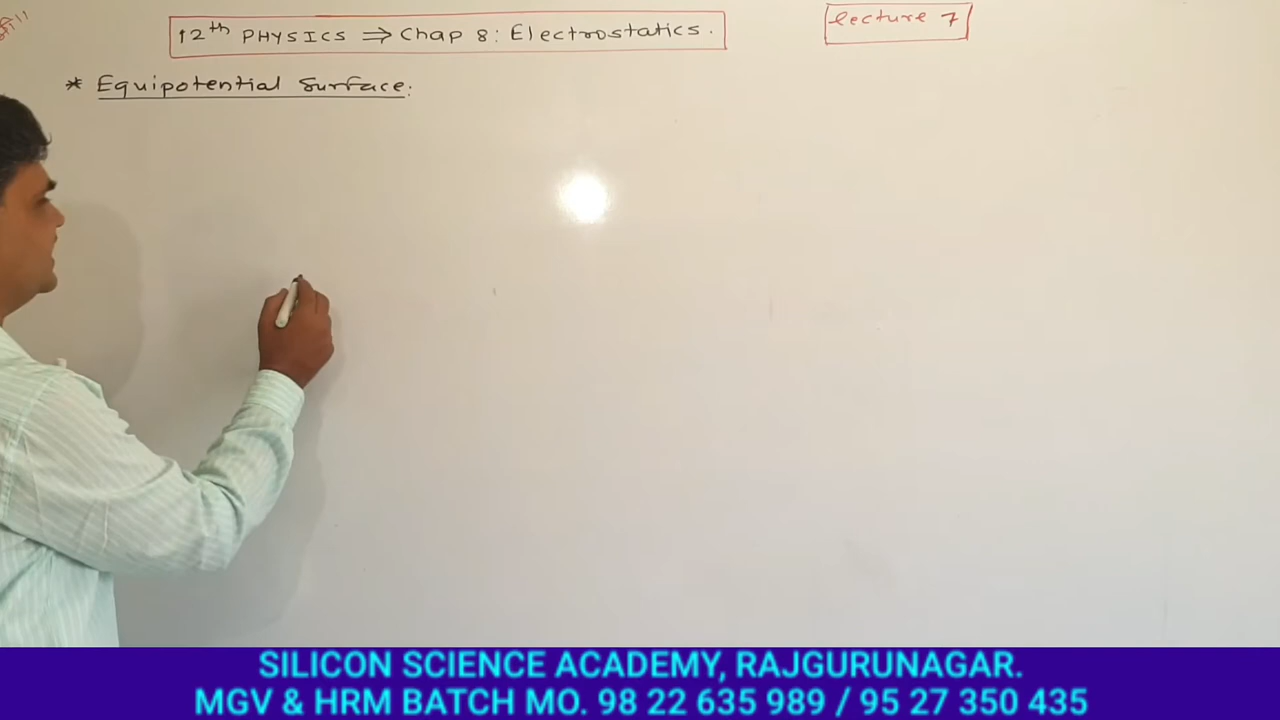 12th PHYSICS ⇒ Chap 8: Electrostatics.
lecture 7
* Equipotential Surface:
SILICON SCIENCE ACADEMY, RAJGURUNAGAR.
MGV & HRM BATCH MO. 98 22 635 989 / 95 27 350 435